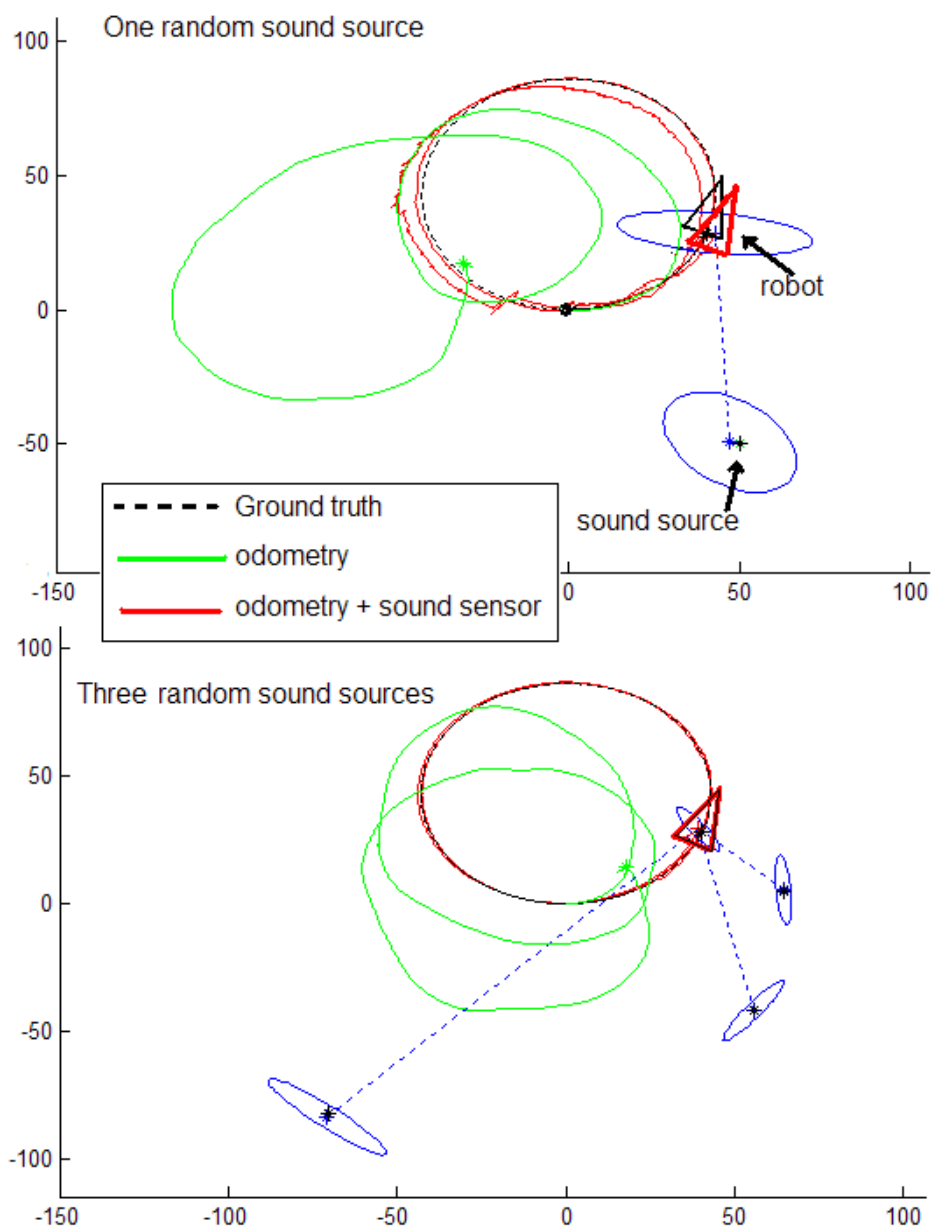 One random sound source
100
50
0
-50
robot
sound source
Ground truth
odometry
odometry + sound sensor
-150
0
50
100
Three random sound sources
100
50
0
-50
-100
-150
-100
-50
0
50
100